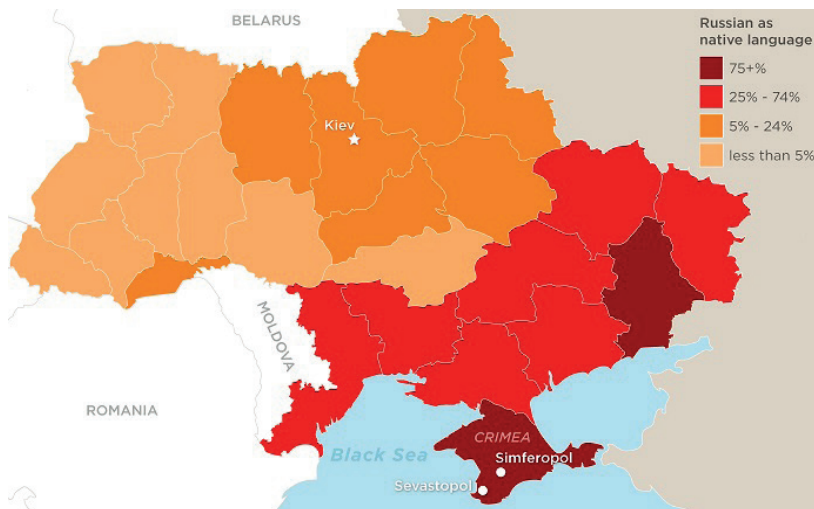 BELARUS
Russian as
native language
75+%
25% - 74%
5% - 24%
less than 5%
Kiev
MOLDOVA
ROMANIA
CRIMEA
Simferopol
Black Sea
Sevastopol